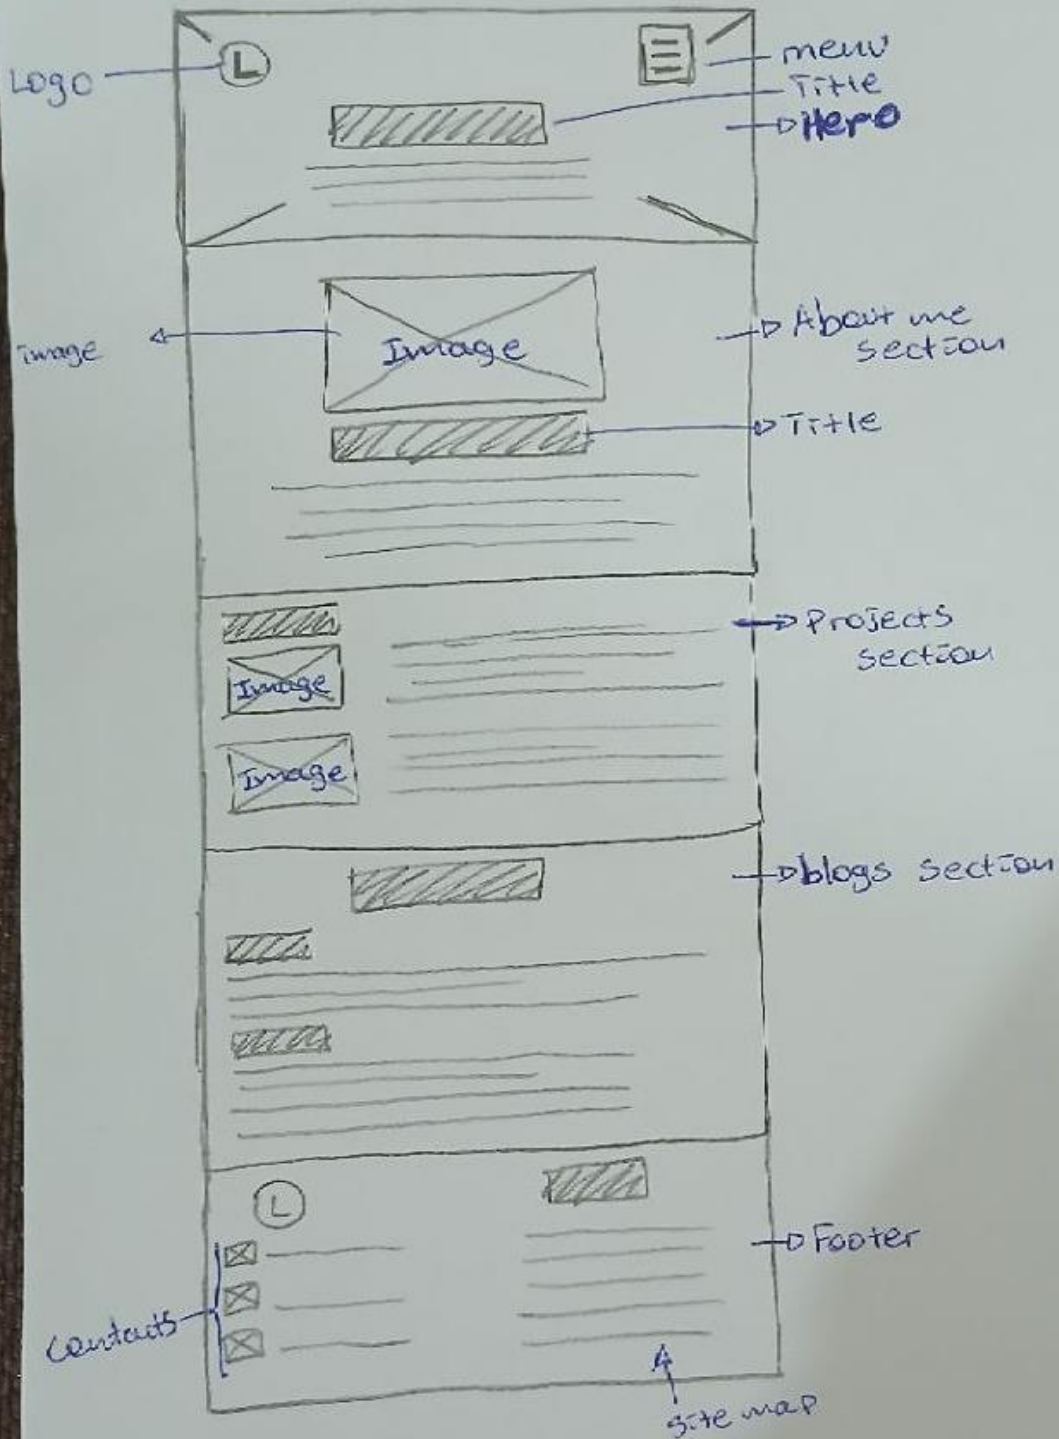 Logo
L
menu
Title
Hero
image
Image
About me
section
Title
Projects
section
Image
Image
blogs section
L
Footer
Contacts
site map